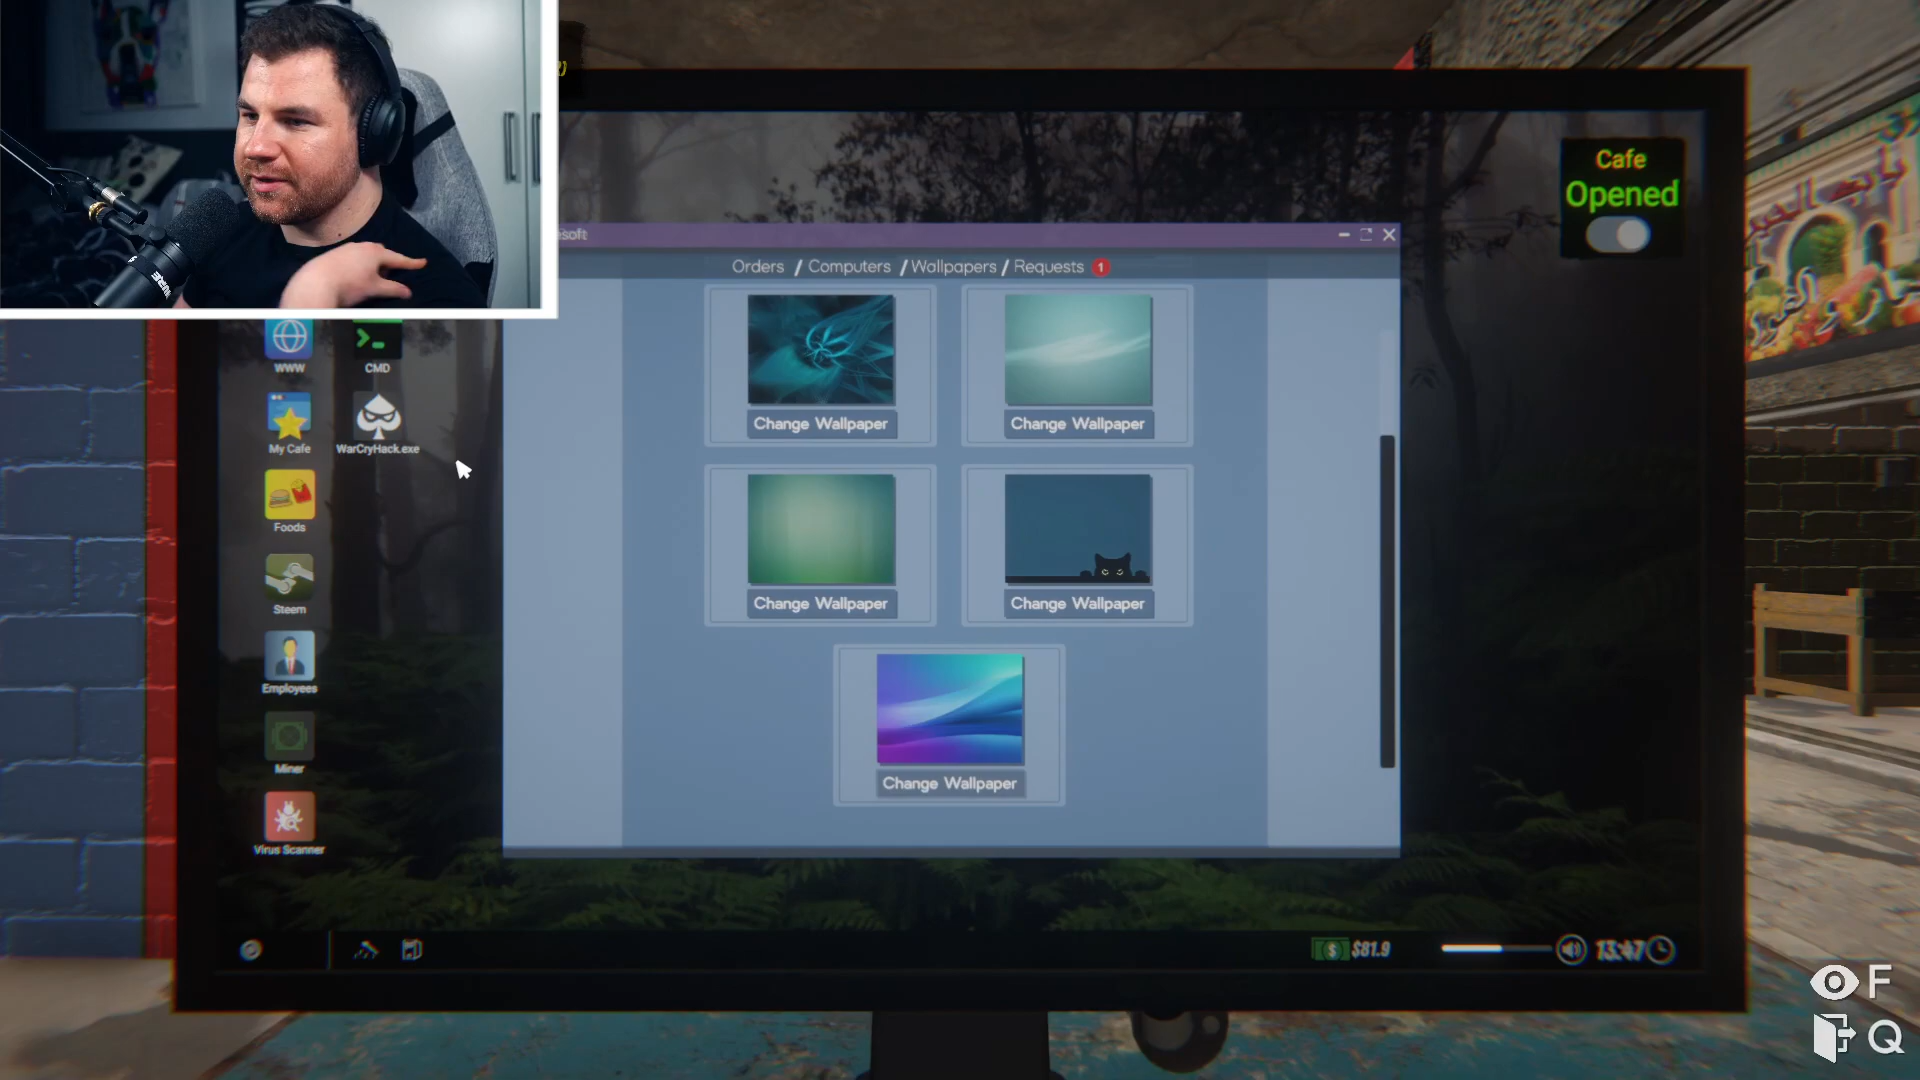 Cafe
Opened
esoft
Orders / Computers / Wallpapers / Requests 1
Change Wallpaper
Change Wallpaper
Change Wallpaper
Change Wallpaper
Change Wallpaper
WWW
CMD
My Cafe
WarCryHack.exe
Foods
Steem
Employees
Miner
Virus Scanner
$81.9
13:47
F
Q